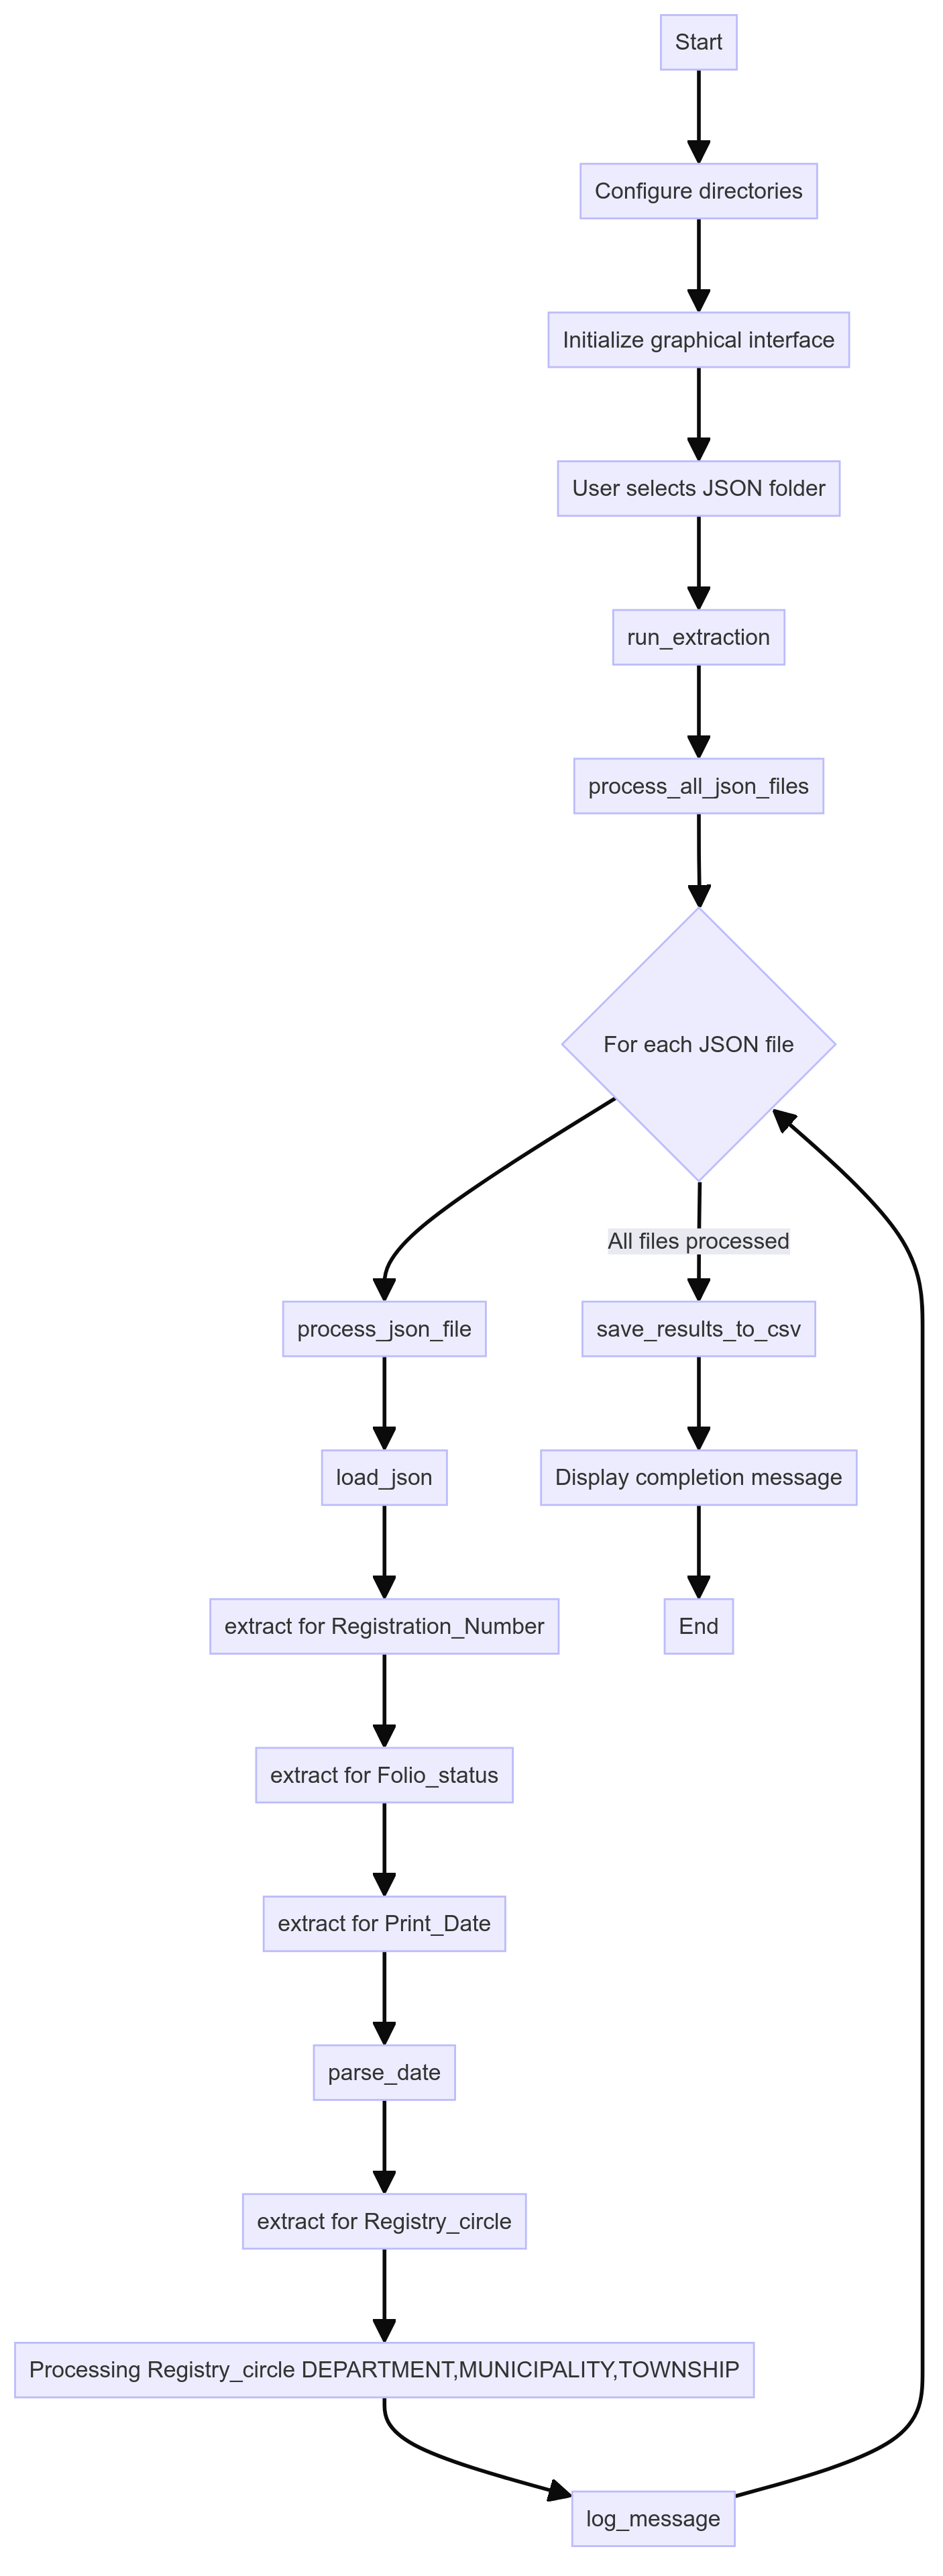 Start
Configure directories
Initialize graphical interface
User selects JSON folder
run_extraction
process_all_json_files
For each JSON file
All files processed
process_json_file
save_results_to_csv
load_json
Display completion message
extract for Registration_Number
End
extract for Folio_status
extract for Print_Date
parse_date
extract for Registry_circle
Processing Registry_circle DEPARTMENT,MUNICIPALITY,TOWNSHIP
log_message